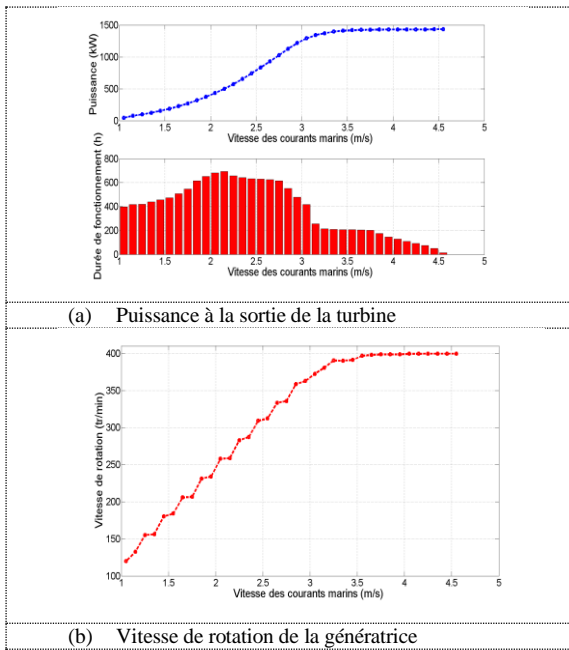 1500
1000
500
0
Puissance (kW)
1 1.5 2 2.5 3 3.5 4 4.5 5
Vitesse des courants marins (m/s)
800
600
400
200
0
Durée de fonctionnement (h)
1 1.5 2 2.5 3 3.5 4 4.5 5
Vitesse des courants marins (m/s)
(a) Puissance à la sortie de la turbine
400
350
300
250
200
150
100
Vitesse de rotation (tr/min)
1 1.5 2 2.5 3 3.5 4 4.5 5
Vitesse des courants marins (m/s)
(b) Vitesse de rotation de la génératrice